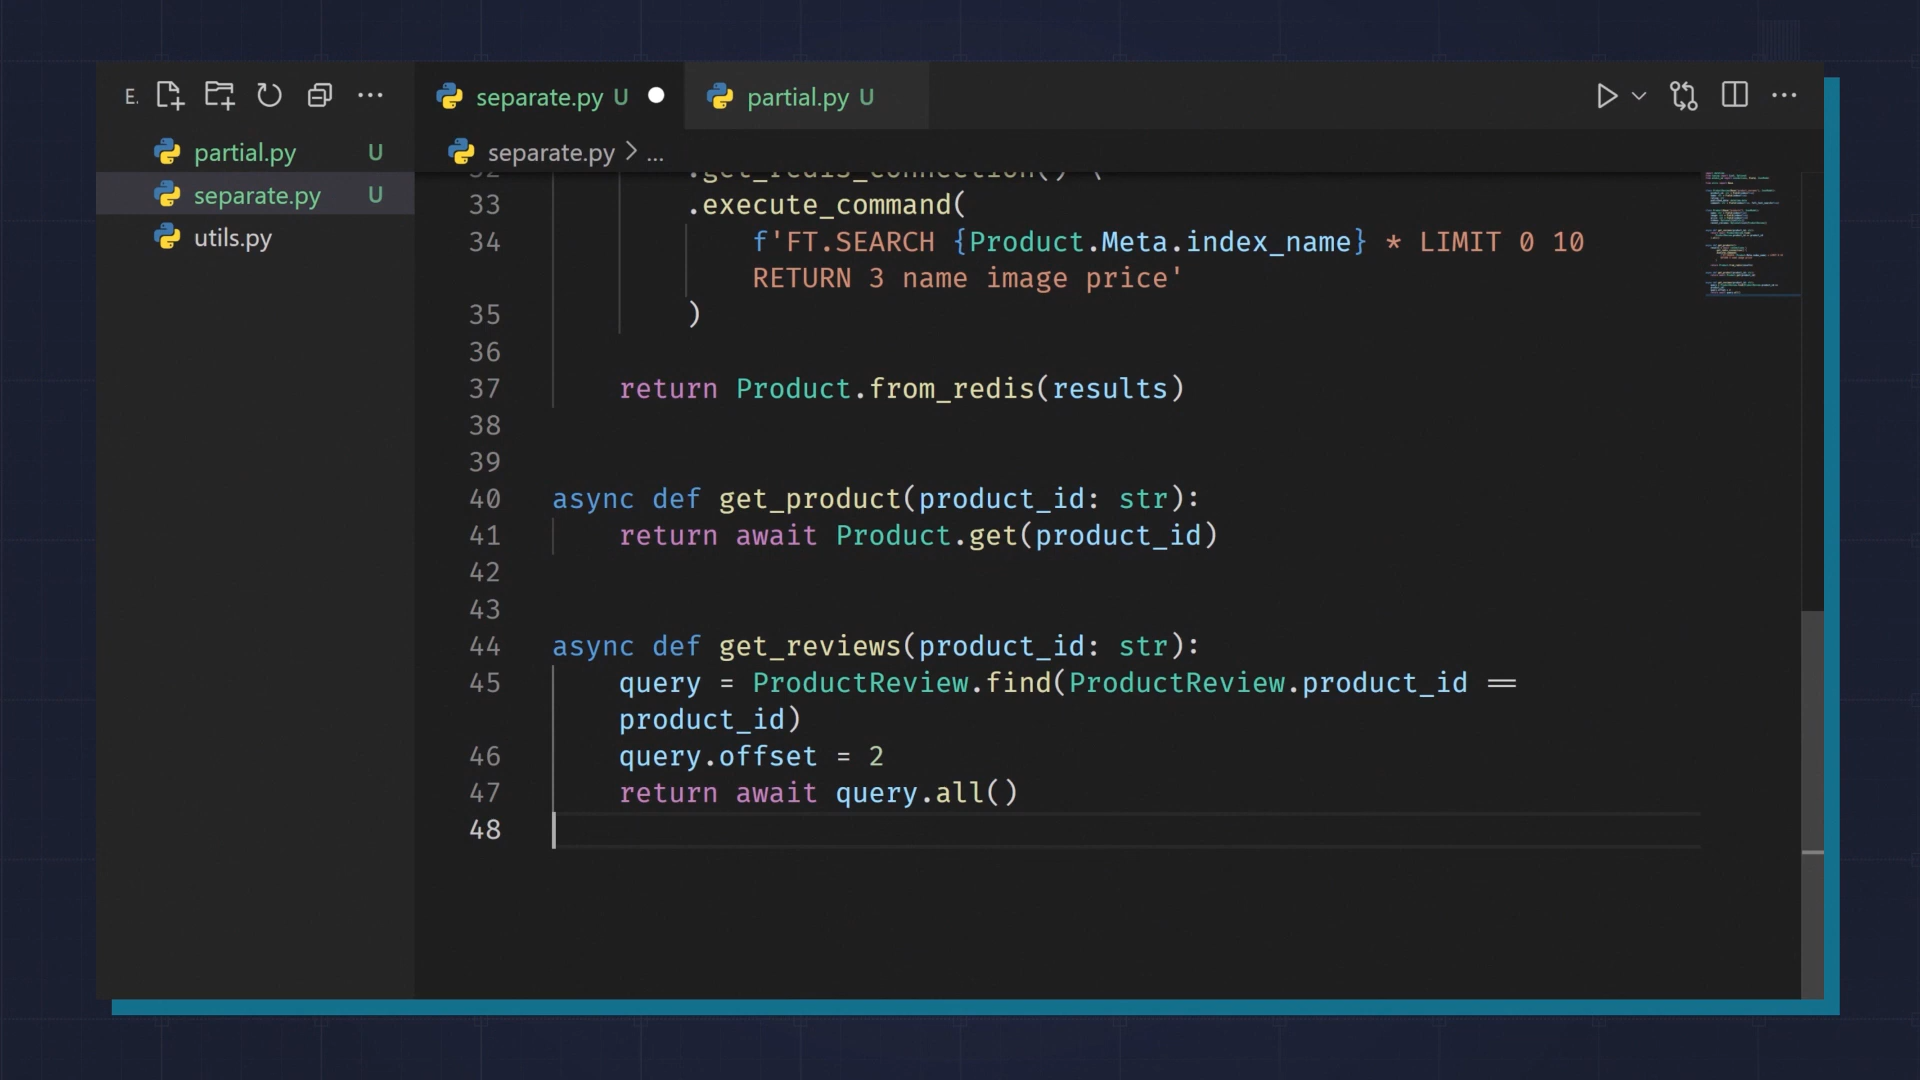 E.
separate.py U
partial.py U
partial.py U
separate.py U
utils.py
separate.py > ...
32 .get_redis_connection() \
33 .execute_command(
34 f'FT.SEARCH {Product.Meta.index_name} * LIMIT 0 10
RETURN 3 name image price'
35 )
36
37 return Product.from_redis(results)
38
39
40 async def get_product(product_id: str):
41 return await Product.get(product_id)
42
43
44 async def get_reviews(product_id: str):
45 query = ProductReview.find(ProductReview.product_id ==
product_id)
46 query.offset = 2
47 return await query.all()
48